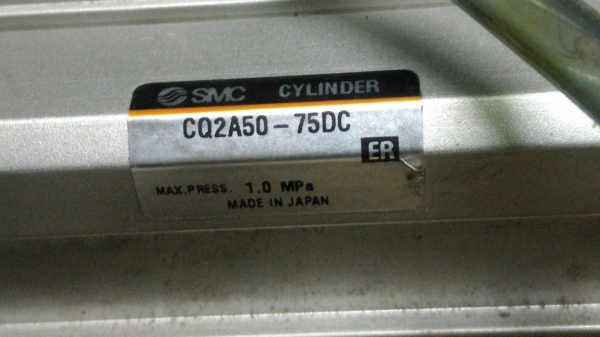 SMC CYLINDER
CQ2A50-75DC
ER
MAX.PRESS. 1.0 MPa
MADE IN JAPAN